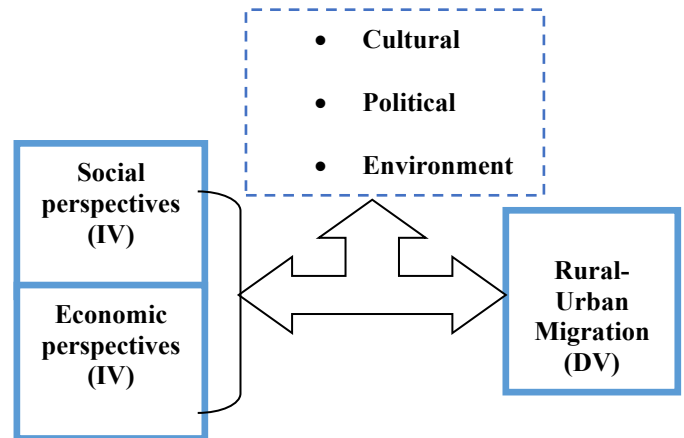 • Cultural
• Political
• Environment
Social
perspectives
(IV)
Economic
perspectives
(IV)
Rural-
Urban
Migration
(DV)